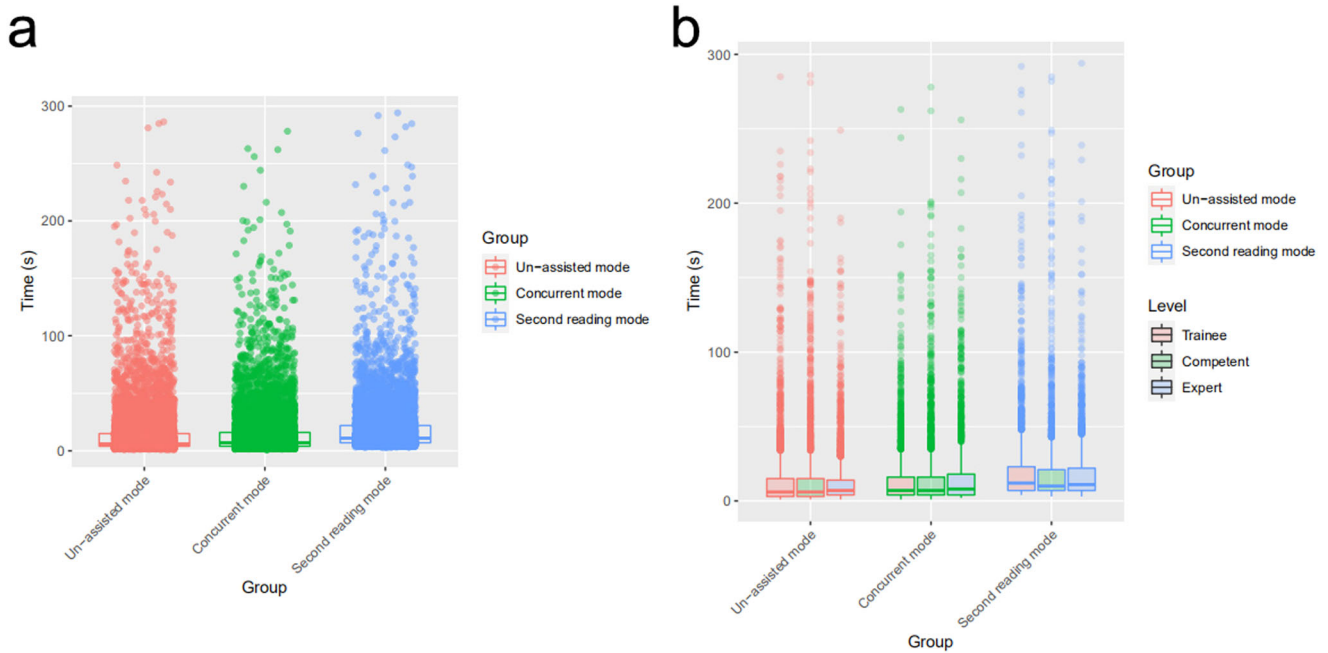 a
300
200
100
0
Time (s)
Un-assisted mode
Concurrent mode
Second reading mode
Group
Group
Un-assisted mode
Concurrent mode
Second reading mode
b
300
200
100
0
Time (s)
Un-assisted mode
Concurrent mode
Second reading mode
Group
Group
Un-assisted mode
Concurrent mode
Second reading mode
Level
Trainee
Competent
Expert